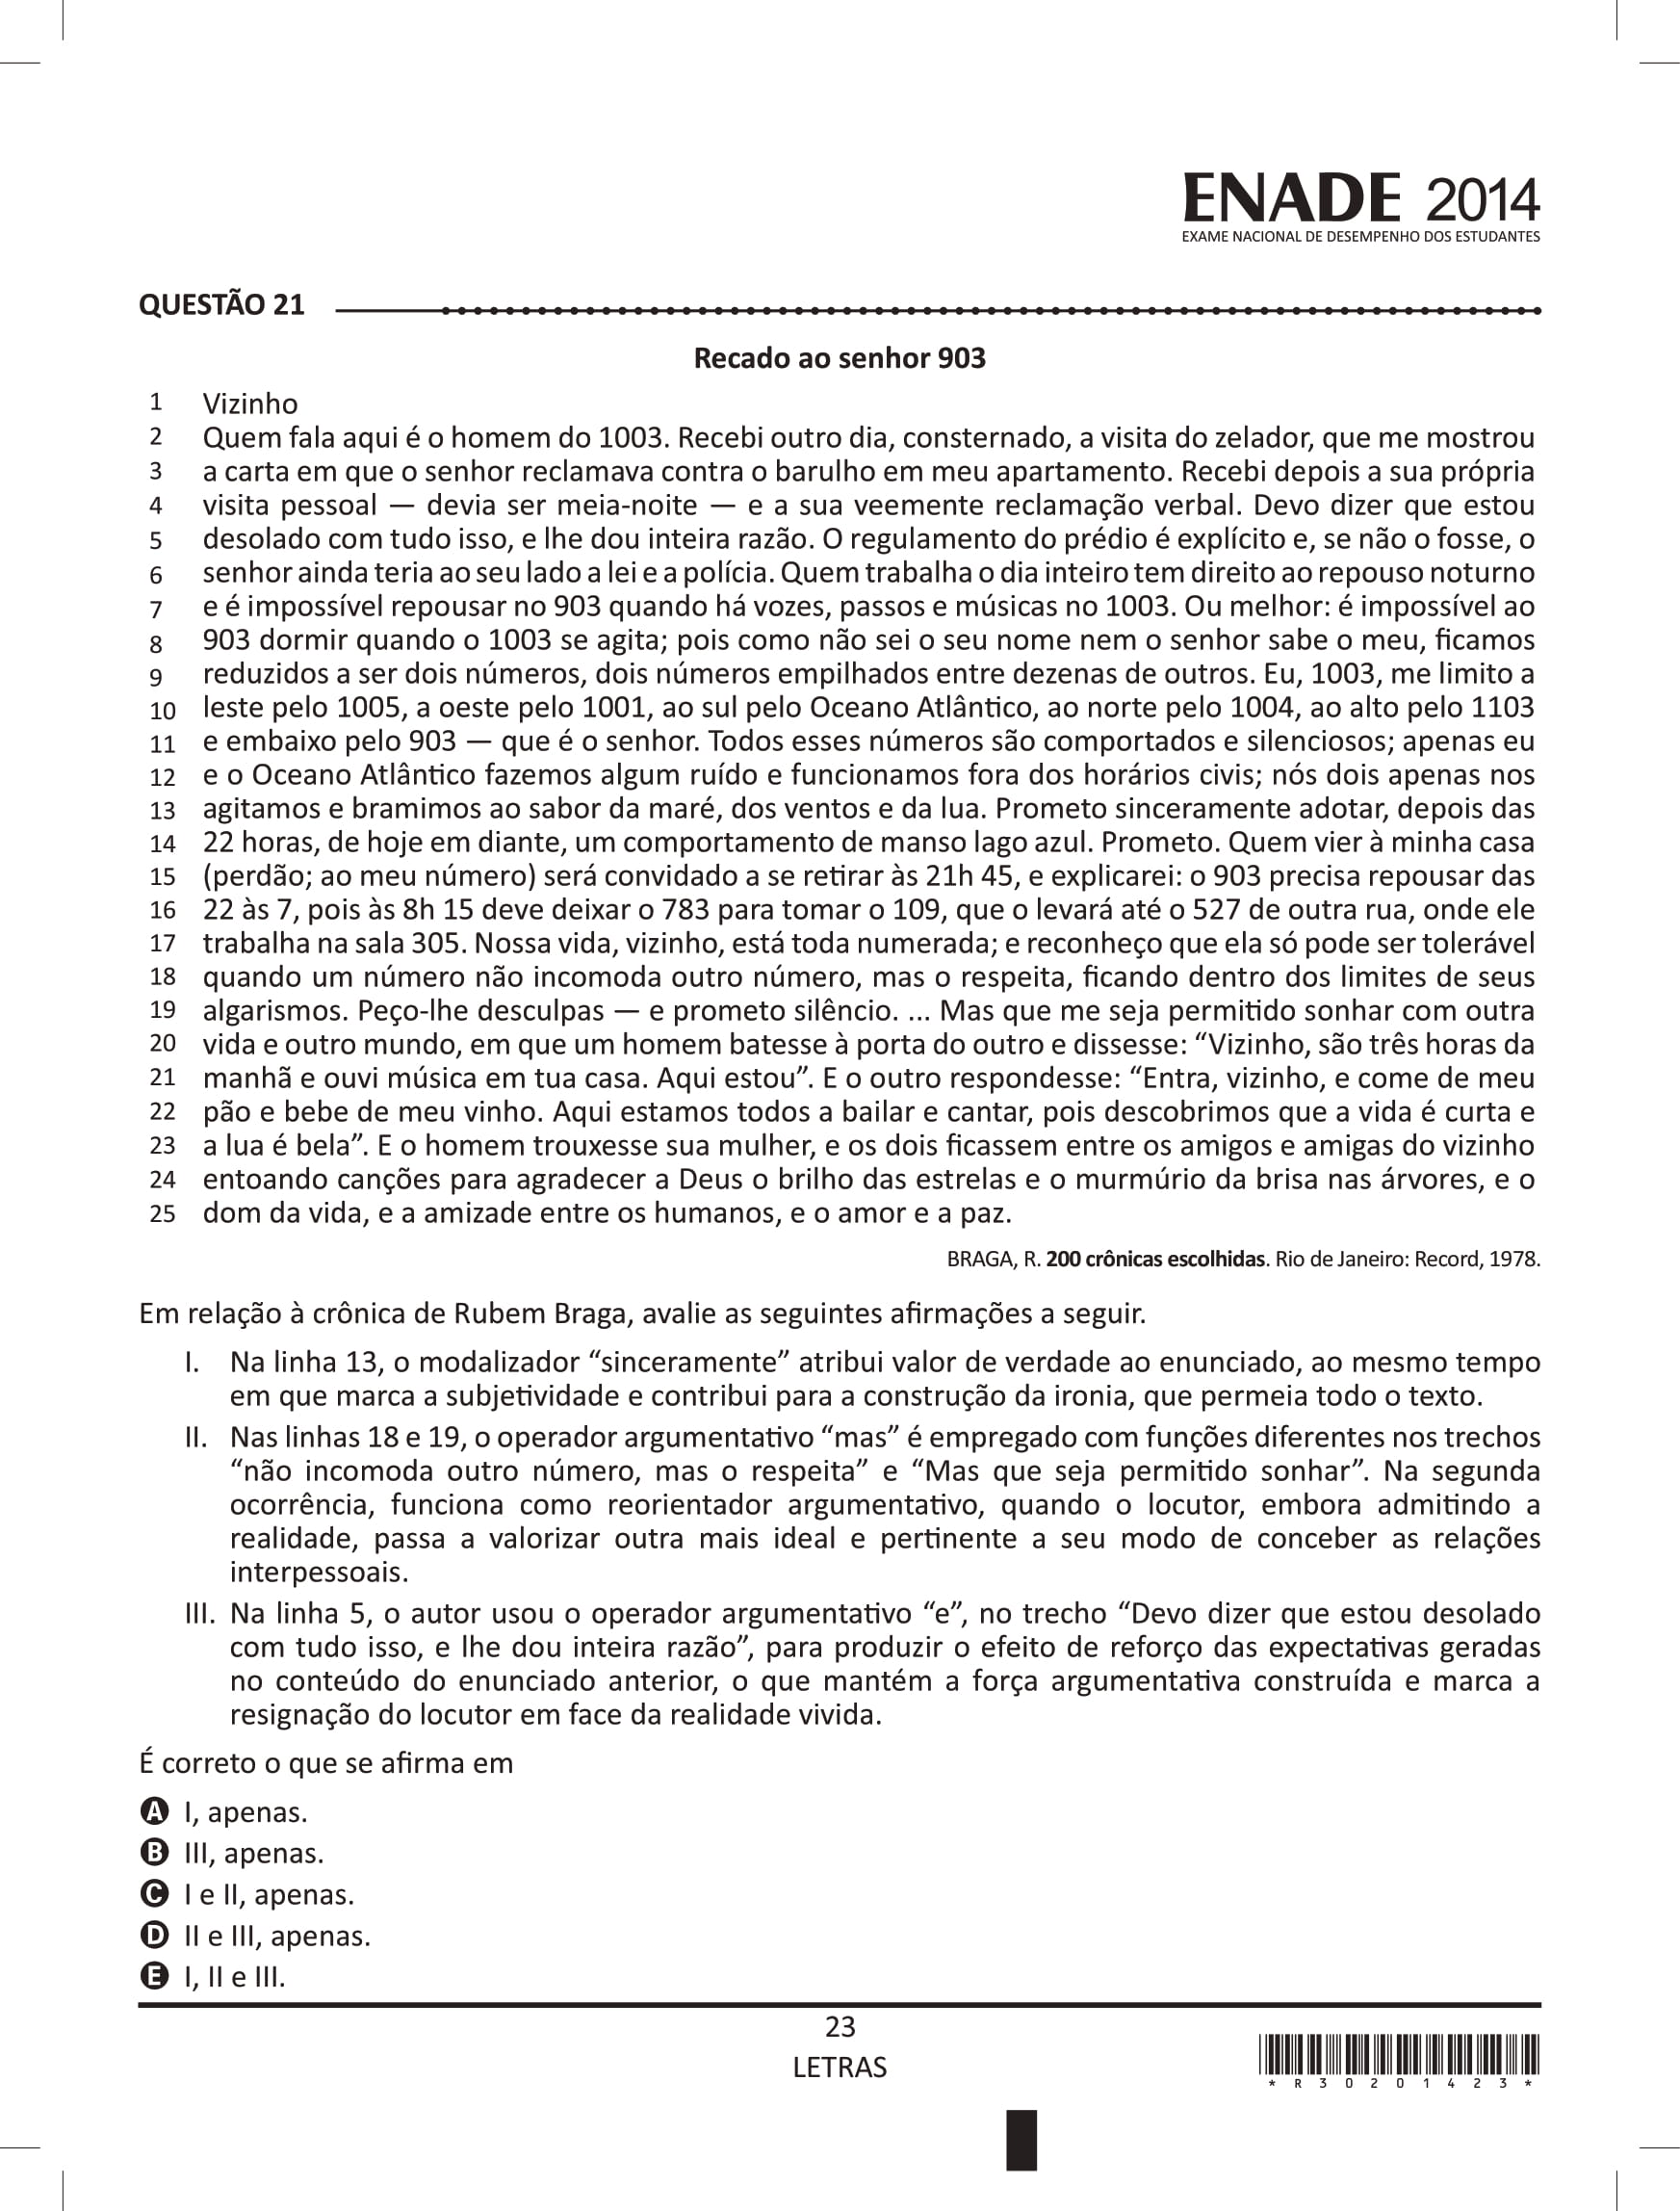 ENADE 2014
EXAME NACIONAL DE DESEMPENHO DOS ESTUDANTES
QUESTÃO 21
Recado ao senhor 903
1 Vizinho
2 Quem fala aqui é o homem do 1003. Recebi outro dia, consternado, a visita do zelador, que me mostrou
3 a carta em que o senhor reclamava contra o barulho em meu apartamento. Recebi depois a sua própria
4 visita pessoal — devia ser meia-noite — e a sua veemente reclamação verbal. Devo dizer que estou
5 desolado com tudo isso, e lhe dou inteira razão. O regulamento do prédio é explícito e, se não o fosse, o
6 senhor ainda teria ao seu lado a lei e a polícia. Quem trabalha o dia inteiro tem direito ao repouso noturno
7 e é impossível repousar no 903 quando há vozes, passos e músicas no 1003. Ou melhor: é impossível ao
8 903 dormir quando o 1003 se agita; pois como não sei o seu nome nem o senhor sabe o meu, ficamos
9 reduzidos a ser dois números, dois números empilhados entre dezenas de outros. Eu, 1003, me limito a
10 leste pelo 1005, a oeste pelo 1001, ao sul pelo Oceano Atlântico, ao norte pelo 1004, ao alto pelo 1103
11 e embaixo pelo 903 — que é o senhor. Todos esses números são comportados e silenciosos; apenas eu
12 e o Oceano Atlântico fazemos algum ruído e funcionamos fora dos horários civis; nós dois apenas nos
13 agitamos e bramimos ao sabor da maré, dos ventos e da lua. Prometo sinceramente adotar, depois das
14 22 horas, de hoje em diante, um comportamento de manso lago azul. Prometo. Quem vier à minha casa
15 (perdão; ao meu número) será convidado a se retirar às 21h 45, e explicarei: o 903 precisa repousar das
16 22 às 7, pois às 8h 15 deve deixar o 783 para tomar o 109, que o levará até o 527 de outra rua, onde ele
17 trabalha na sala 305. Nossa vida, vizinho, está toda numerada; e reconheço que ela só pode ser tolerável
18 quando um número não incomoda outro número, mas o respeita, ficando dentro dos limites de seus
19 algarismos. Peço-lhe desculpas — e prometo silêncio. ... Mas que me seja permitido sonhar com outra
20 vida e outro mundo, em que um homem batesse à porta do outro e dissesse: “Vizinho, são três horas da
21 manhã e ouvi música em tua casa. Aqui estou”. E o outro respondesse: “Entra, vizinho, e come de meu
22 pão e bebe de meu vinho. Aqui estamos todos a bailar e cantar, pois descobrimos que a vida é curta e
23 a lua é bela”. E o homem trouxesse sua mulher, e os dois ficassem entre os amigos e amigas do vizinho
24 entoando canções para agradecer a Deus o brilho das estrelas e o murmúrio da brisa nas árvores, e o
25 dom da vida, e a amizade entre os humanos, e o amor e a paz.
BRAGA, R. 200 crônicas escolhidas. Rio de Janeiro: Record, 1978.
Em relação à crônica de Rubem Braga, avalie as seguintes afirmações a seguir.
I. Na linha 13, o modalizador “sinceramente” atribui valor de verdade ao enunciado, ao mesmo tempo
em que marca a subjetividade e contribui para a construção da ironia, que permeia todo o texto.
II. Nas linhas 18 e 19, o operador argumentativo “mas” é empregado com funções diferentes nos trechos
“não incomoda outro número, mas o respeita” e “Mas que seja permitido sonhar”. Na segunda
ocorrência, funciona como reorientador argumentativo, quando o locutor, embora admitindo a
realidade, passa a valorizar outra mais ideal e pertinente a seu modo de conceber as relações
interpessoais.
III. Na linha 5, o autor usou o operador argumentativo “e”, no trecho “Devo dizer que estou desolado
com tudo isso, e lhe dou inteira razão”, para produzir o efeito de reforço das expectativas geradas
no conteúdo do enunciado anterior, o que mantém a força argumentativa construída e marca a
resignação do locutor em face da realidade vivida.
É correto o que se afirma em
A I, apenas.
B III, apenas.
C I e II, apenas.
D II e III, apenas.
E I, II e III.
23
LETRAS
* R 3 0 2 0 1 4 2 3 *